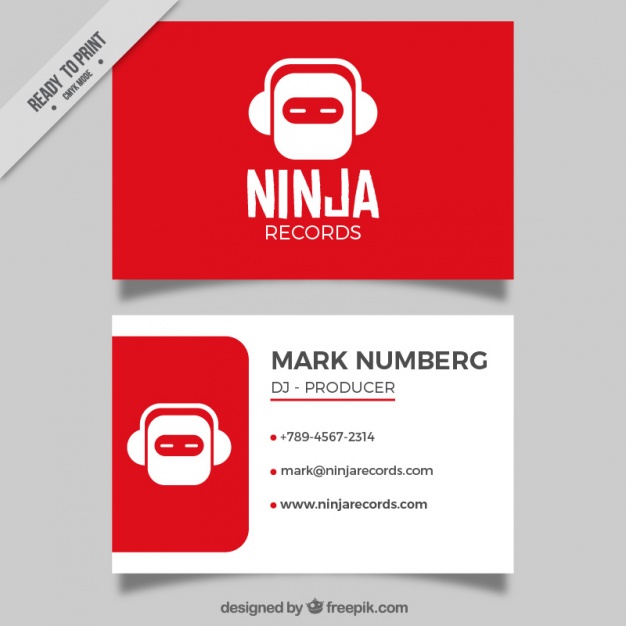 READY TO PRINT
CMYK MODE
NINJA
RECORDS
MARK NUMBERG
DJ - PRODUCER
+789-4567-2314
mark@ninjarecords.com
www.ninjarecords.com
designed by freepik.com